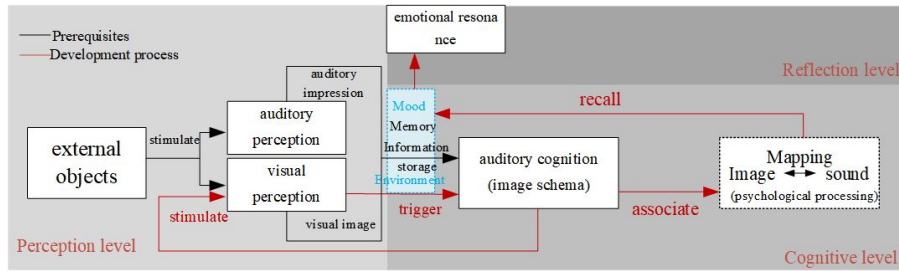 Prerequisites
Development process
emotional resona
nce
Reflection level
auditory
impression
external
objects
stimulate
auditory
perception
visual
perception
stimulate
visual image
Perception level
Mood
Memory
Information
storage
Environment
trigger
recall
auditory cognition
(image schema)
associate
Mapping
Image sound
(psychological processing)
Cognitive level